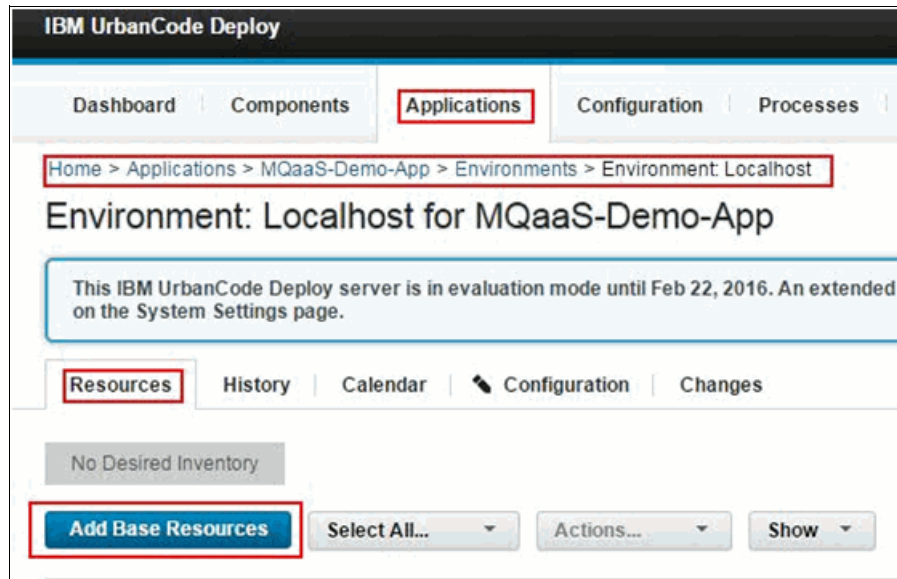 IBM UrbanCode Deploy
Dashboard Components Applications Configuration Processes
Home > Applications > MQaaS-Demo-App > Environments > Environment: Localhost
Environment: Localhost for MQaaS-Demo-App
This IBM UrbanCode Deploy server is in evaluation mode until Feb 22, 2016. An extended
on the System Settings page.
Resources History Calendar Configuration Changes
No Desired Inventory
Add Base Resources Select All... Actions... Show